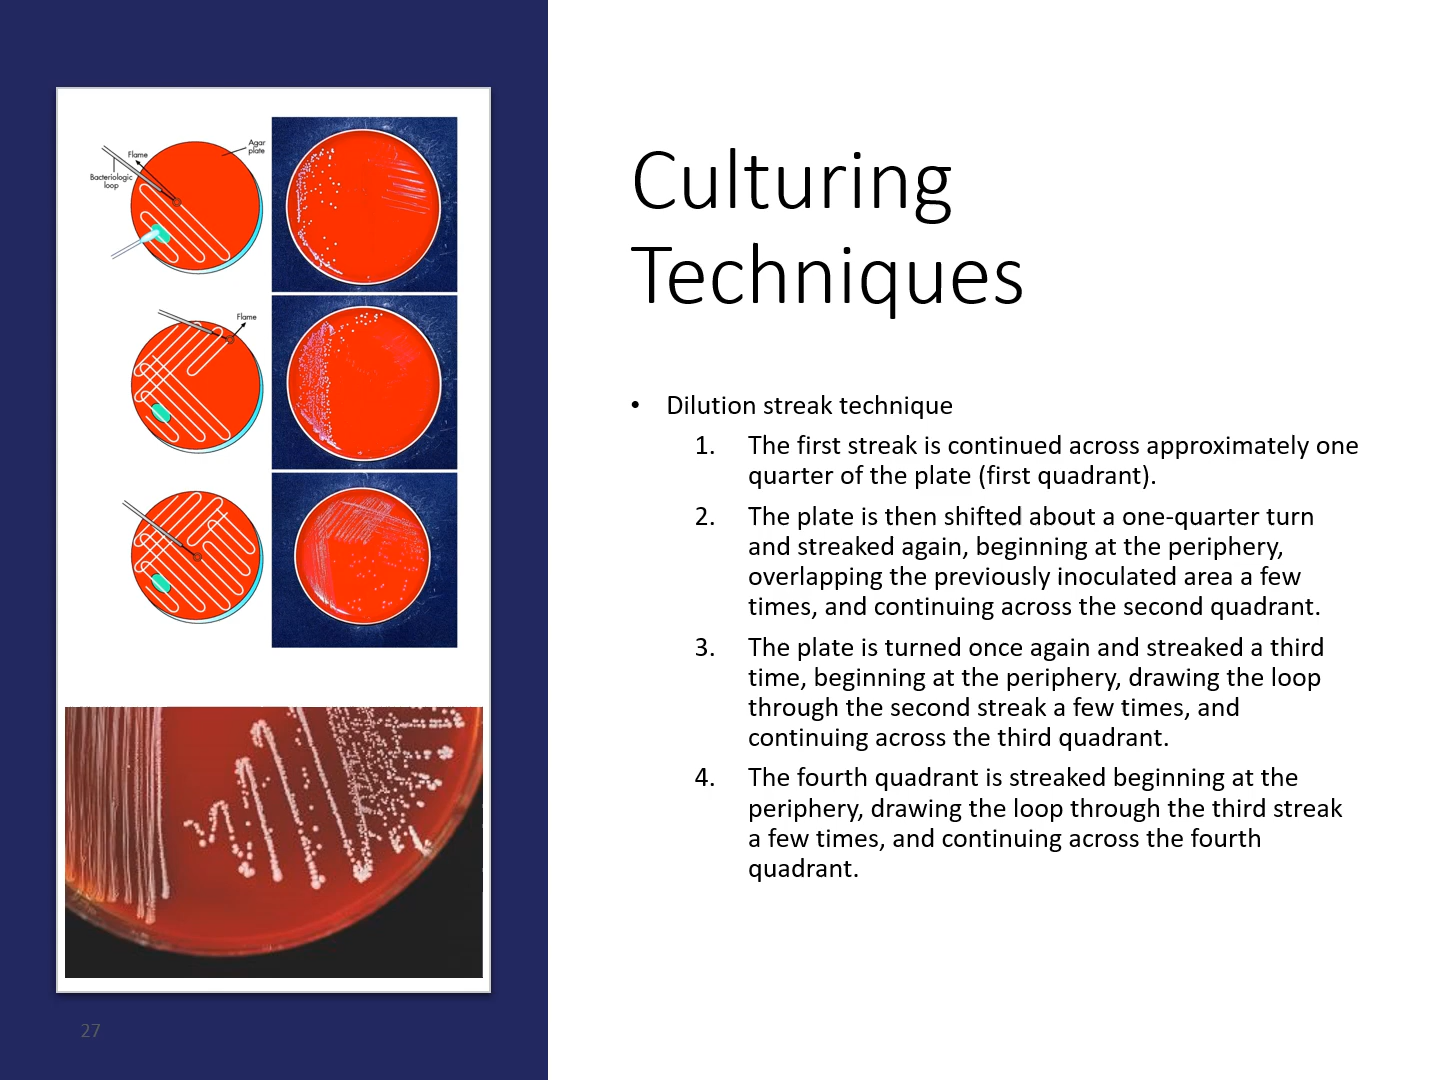 Agar
plate
Flame
Bacteriologic
loop
Flame
27
Culturing
Techniques
• Dilution streak technique
1. The first streak is continued across approximately one
quarter of the plate (first quadrant).
2. The plate is then shifted about a one-quarter turn
and streaked again, beginning at the periphery,
overlapping the previously inoculated area a few
times, and continuing across the second quadrant.
3. The plate is turned once again and streaked a third
time, beginning at the periphery, drawing the loop
through the second streak a few times, and
continuing across the third quadrant.
4. The fourth quadrant is streaked beginning at the
periphery, drawing the loop through the third streak
a few times, and continuing across the fourth
quadrant.